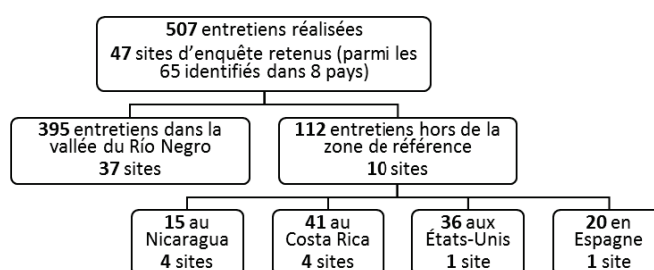 507 entretiens réalisées
47 sites d’enquête retenus (parmi les
65 identifiés dans 8 pays)
395 entretiens dans la
vallée du Río Negro
37 sites
112 entretiens hors de la
zone de référence
10 sites
15 au
Nicaragua
4 sites
41 au
Costa Rica
4 sites
36 aux
États-Unis
1 site
20 en
Espagne
1 site